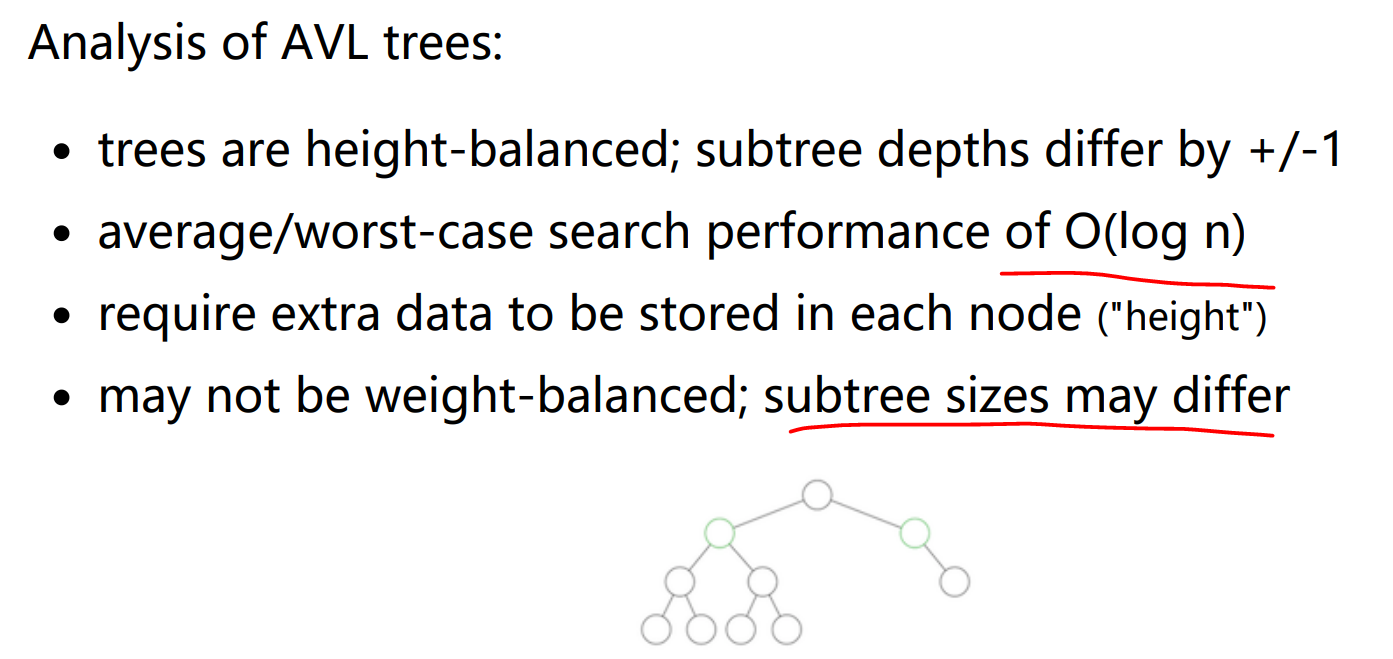 Analysis of AVL trees:
• trees are height-balanced; subtree depths differ by +/-1
• average/worst-case search performance of O(log n)
• require extra data to be stored in each node ("height")
• may not be weight-balanced; subtree sizes may differ